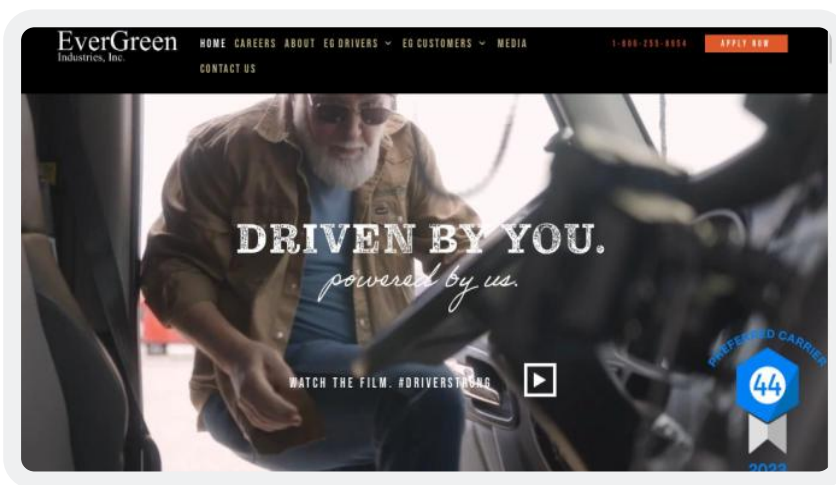 EverGreen
Industries, Inc.
HOME CAREERS ABOUT EG DRIVERS EG CUSTOMERS MEDIA
CONTACT US
APPLY NOW
DRIVEN BY YOU.
powered by us.
WATCH THE FILM. #DRIVERSTRONG
PREFERRED CARRIER
44
2023